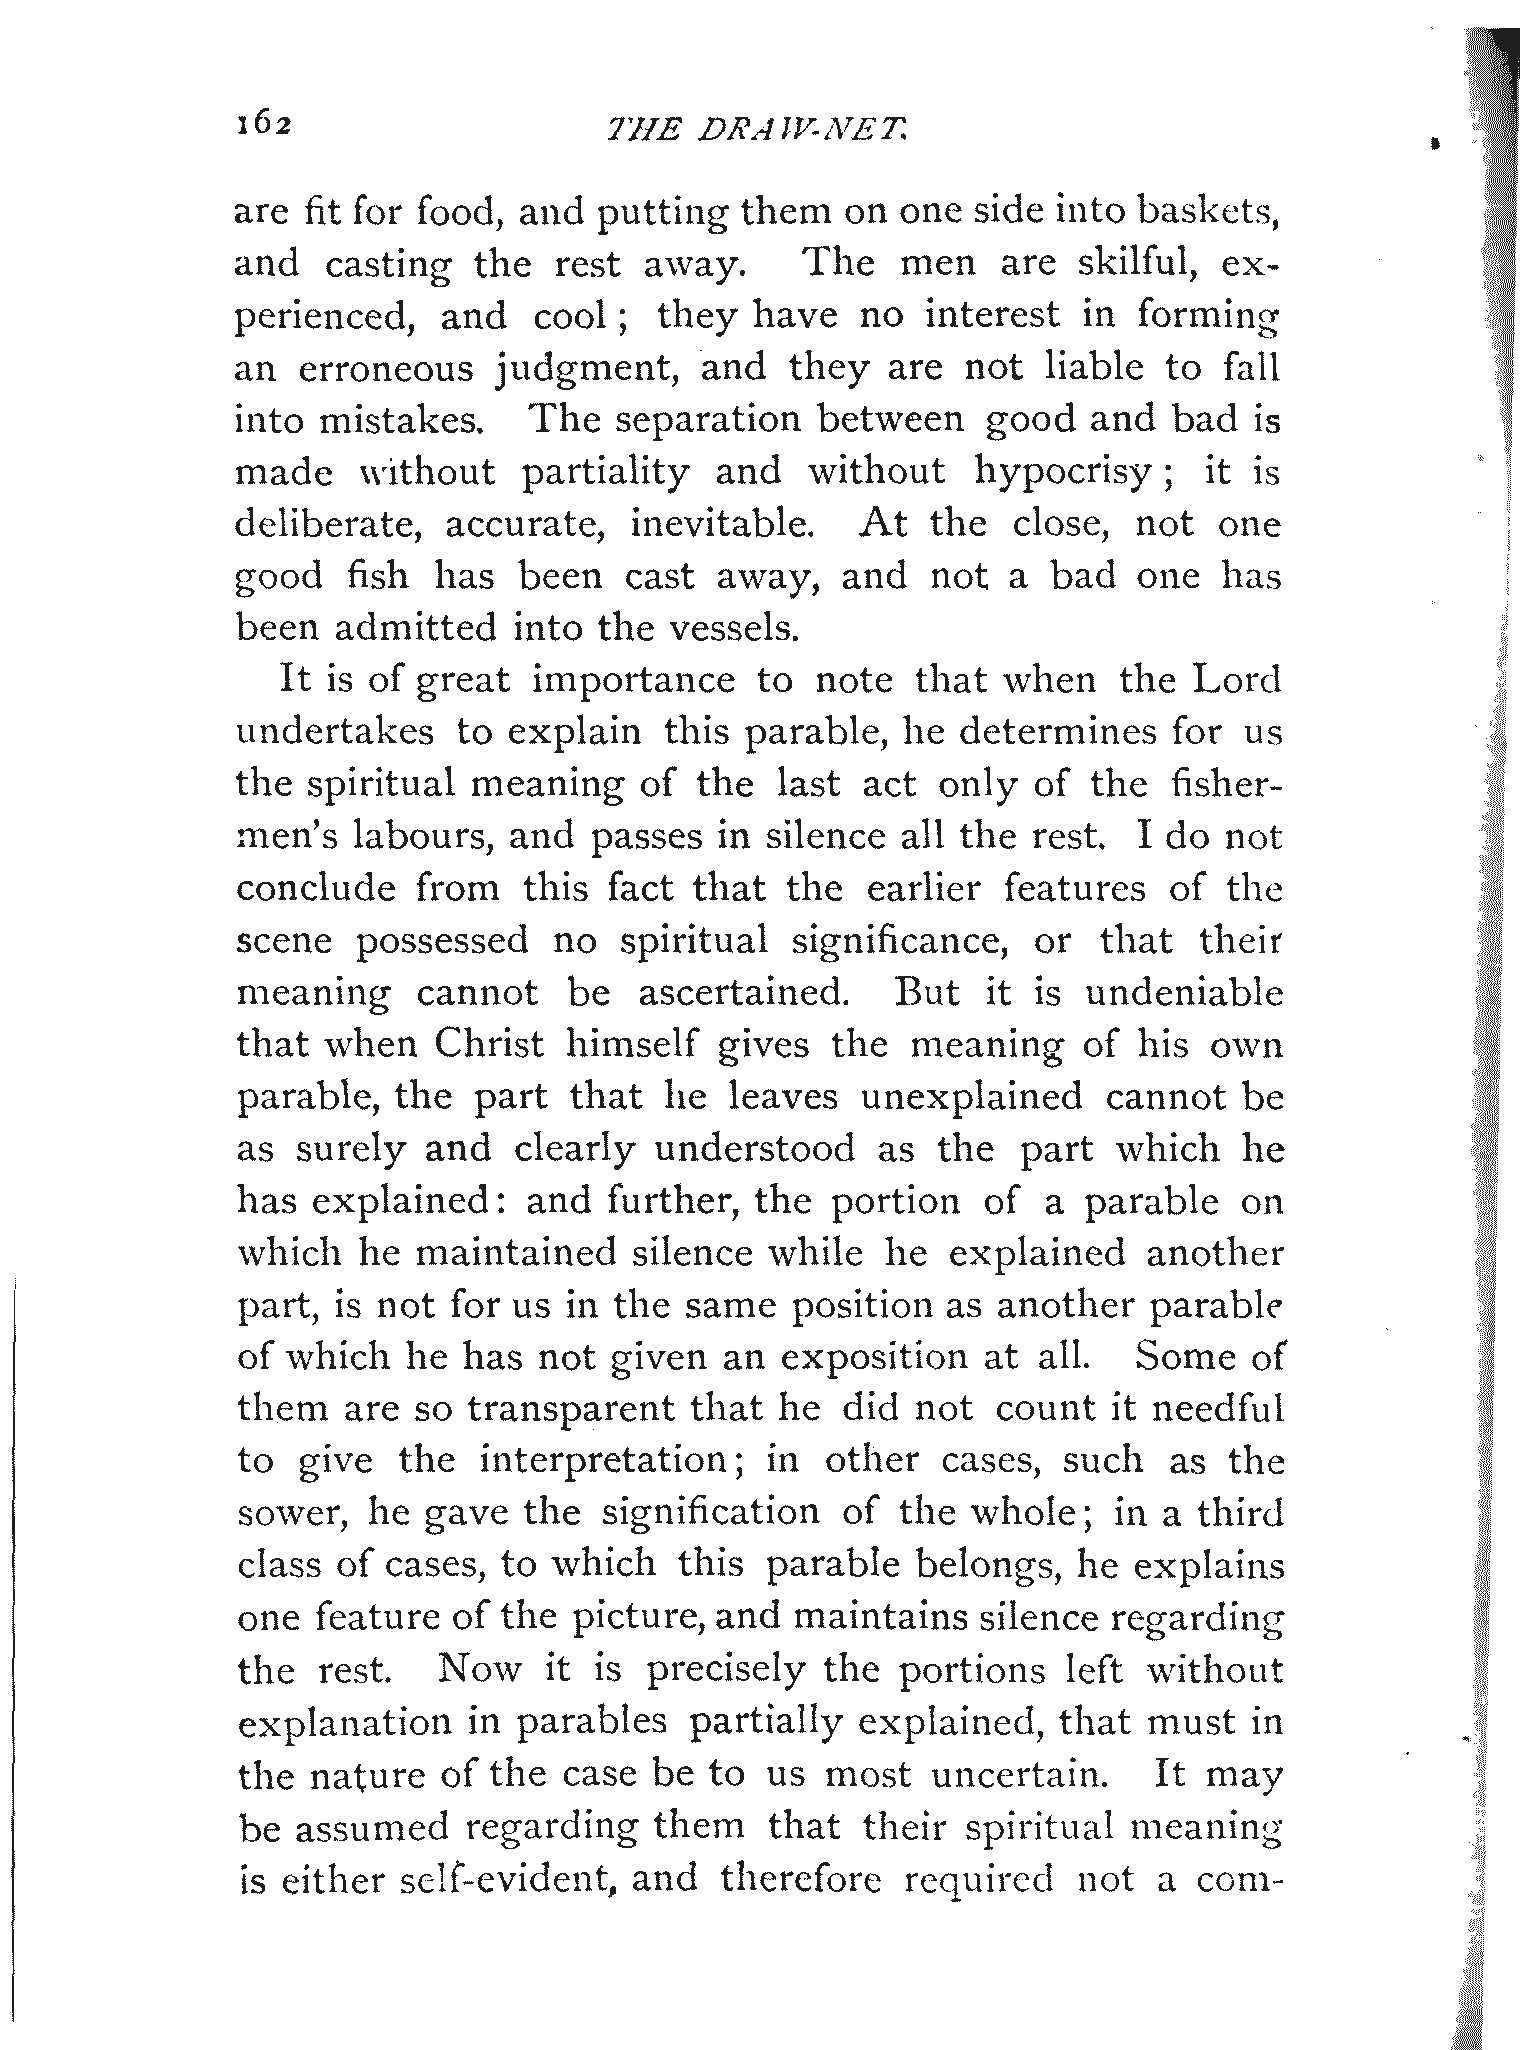 162 THE DRAW-NET.
are fit for food, and putting them on one side into baskets,
and casting the rest away. The men are skilful, ex-
perienced, and cool; they have no interest in forming
an erroneous judgment, and they are not liable to fall
into mistakes. The separation between good and bad is
made without partiality and without hypocrisy; it is
deliberate, accurate, inevitable. At the close, not one
good fish has been cast away, and not a bad one has
been admitted into the vessels.
It is of great importance to note that when the Lord
undertakes to explain this parable, he determines for us
the spiritual meaning of the last act only of the fisher-
men's labours, and passes in silence all the rest. I do not
conclude from this fact that the earlier features of the
scene possessed no spiritual significance, or that their
meaning cannot be ascertained. But it is undeniable
that when Christ himself gives the meaning of his own
parable, the part that he leaves unexplained cannot be
as surely and clearly understood as the part which he
has explained: and further, the portion of a parable on
which he maintained silence while he explained another
part, is not for us in the same position as another parable
of which he has not given an exposition at all. Some of
them are so transparent that he did not count it needful
to give the interpretation; in other cases, such as the
sower, he gave the signification of the whole; in a third
class of cases, to which this parable belongs, he explains
one feature of the picture, and maintains silence regarding
the rest. Now it is precisely the portions left without
explanation in parables partially explained, that must in
the nature of the case be to us most uncertain. It may
be assumed regarding them that their spiritual meaning
is either self-evident, and therefore required not a com-